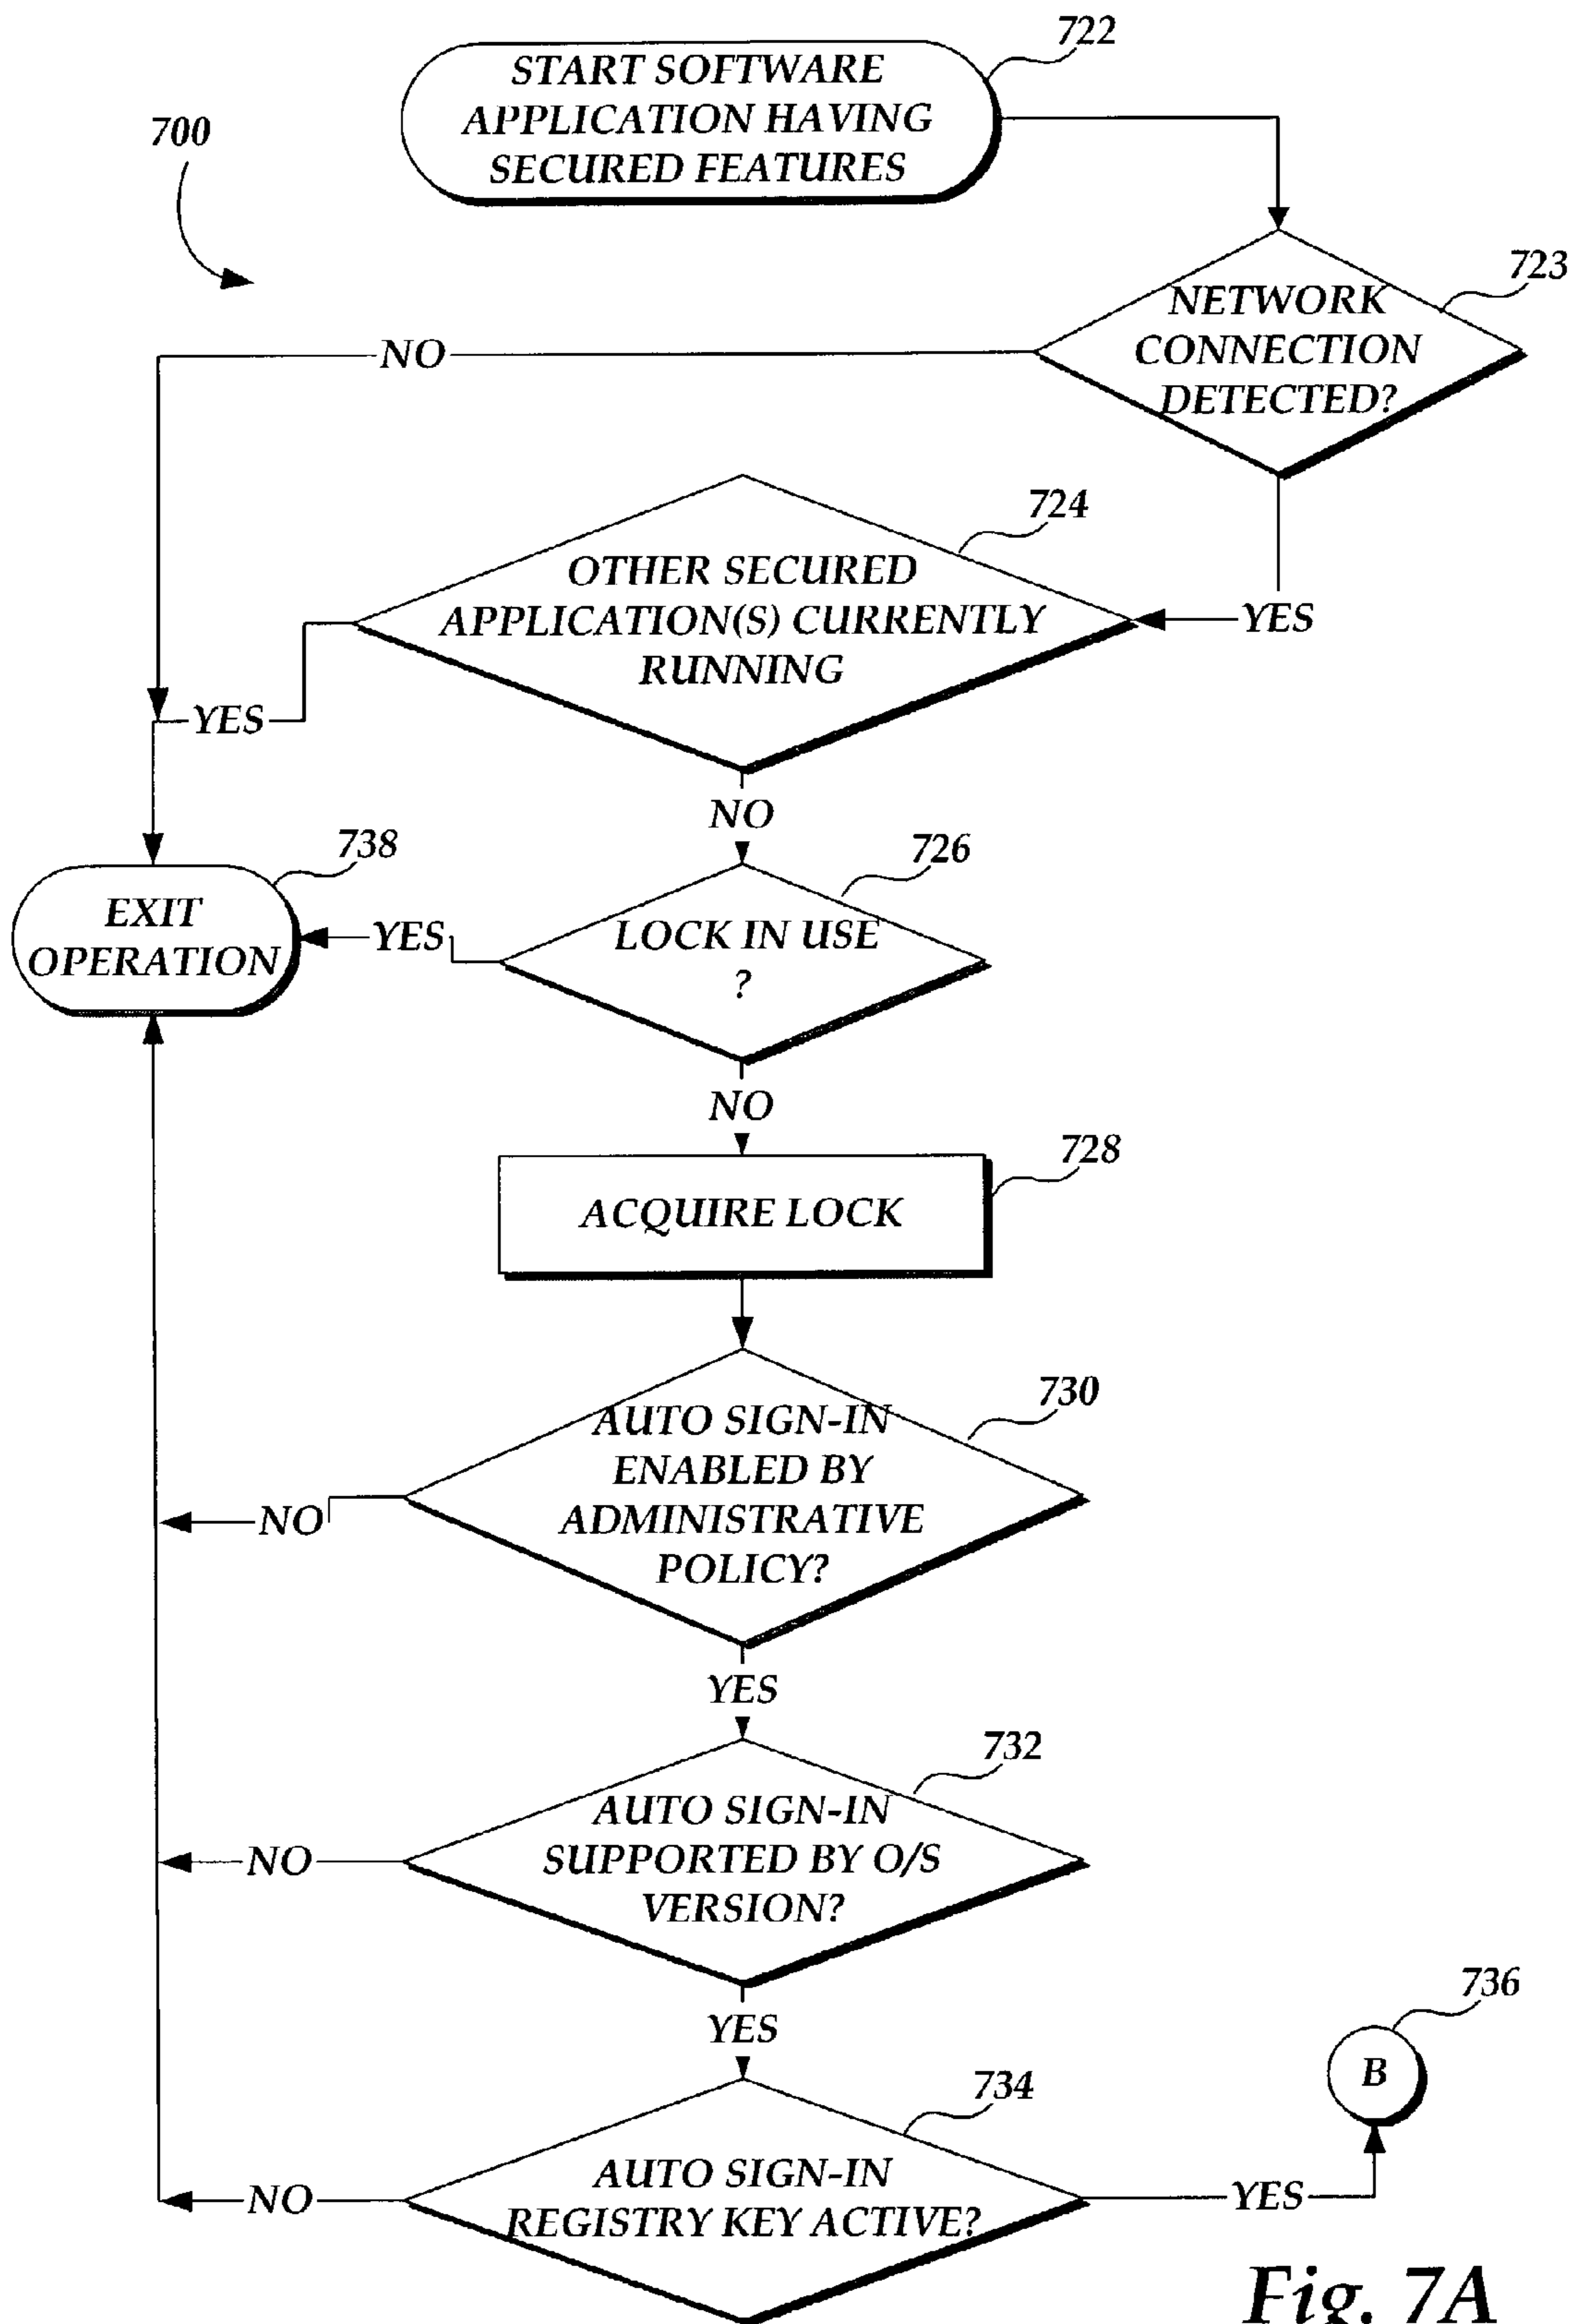 722
START SOFTWARE
APPLICATION HAVING
SECURED FEATURES
700
723
NETWORK
CONNECTION
DETECTED?
NO
724
OTHER SECURED
APPLICATION(S) CURRENTLY
RUNNING
YES
YES
NO
738
EXIT
OPERATION
726
LOCK IN USE
?
YES
NO
728
ACQUIRE LOCK
730
AUTO SIGN-IN
ENABLED BY
ADMINISTRATIVE
POLICY?
NO
YES
732
AUTO SIGN-IN
SUPPORTED BY O/S
VERSION?
NO
YES
736
B
734
AUTO SIGN-IN
REGISTRY KEY ACTIVE?
NO
YES
Fig. 7A